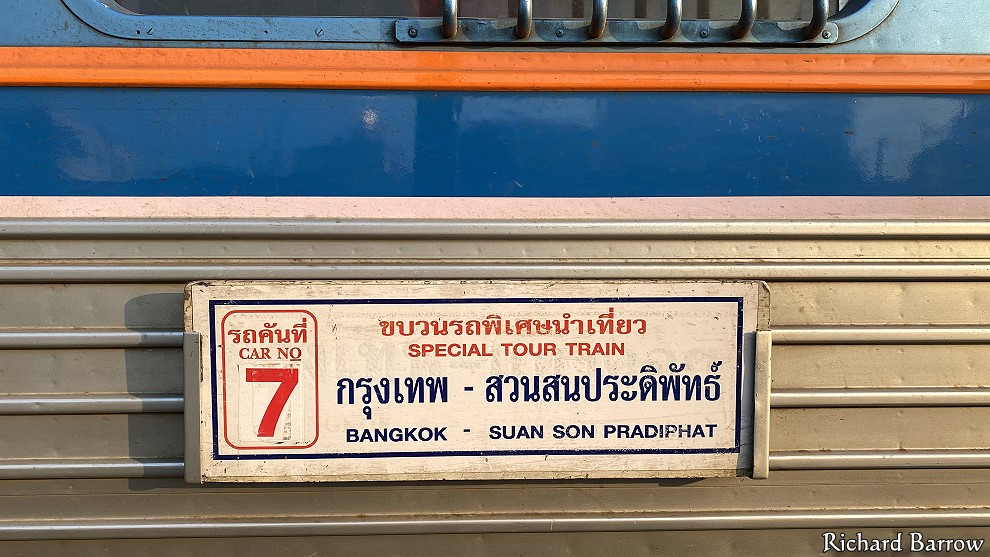 รถคันที่
CAR NO
7
ขบวนรถพิเศษนำเที่ยว
SPECIAL TOUR TRAIN
กรุงเทพ - สวนสนประดิพัทธ์
BANGKOK - SUAN SON PRADIPHAT
Richard Barrow